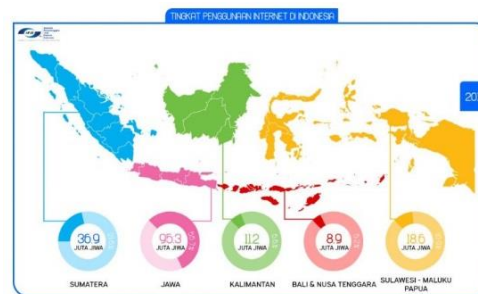 TINGKAT PENGGUNAAN INTERNET DI INDONESIA
36.9
JUTA JIWA
SUMATERA
95.3
JUTA JIWA
JAWA
11.2
JUTA JIWA
KALIMANTAN
8.9
JUTA JIWA
BALI & NUSA TENGGARA
18.6
JUTA JIWA
SULAWESI - MALUKU
PAPUA